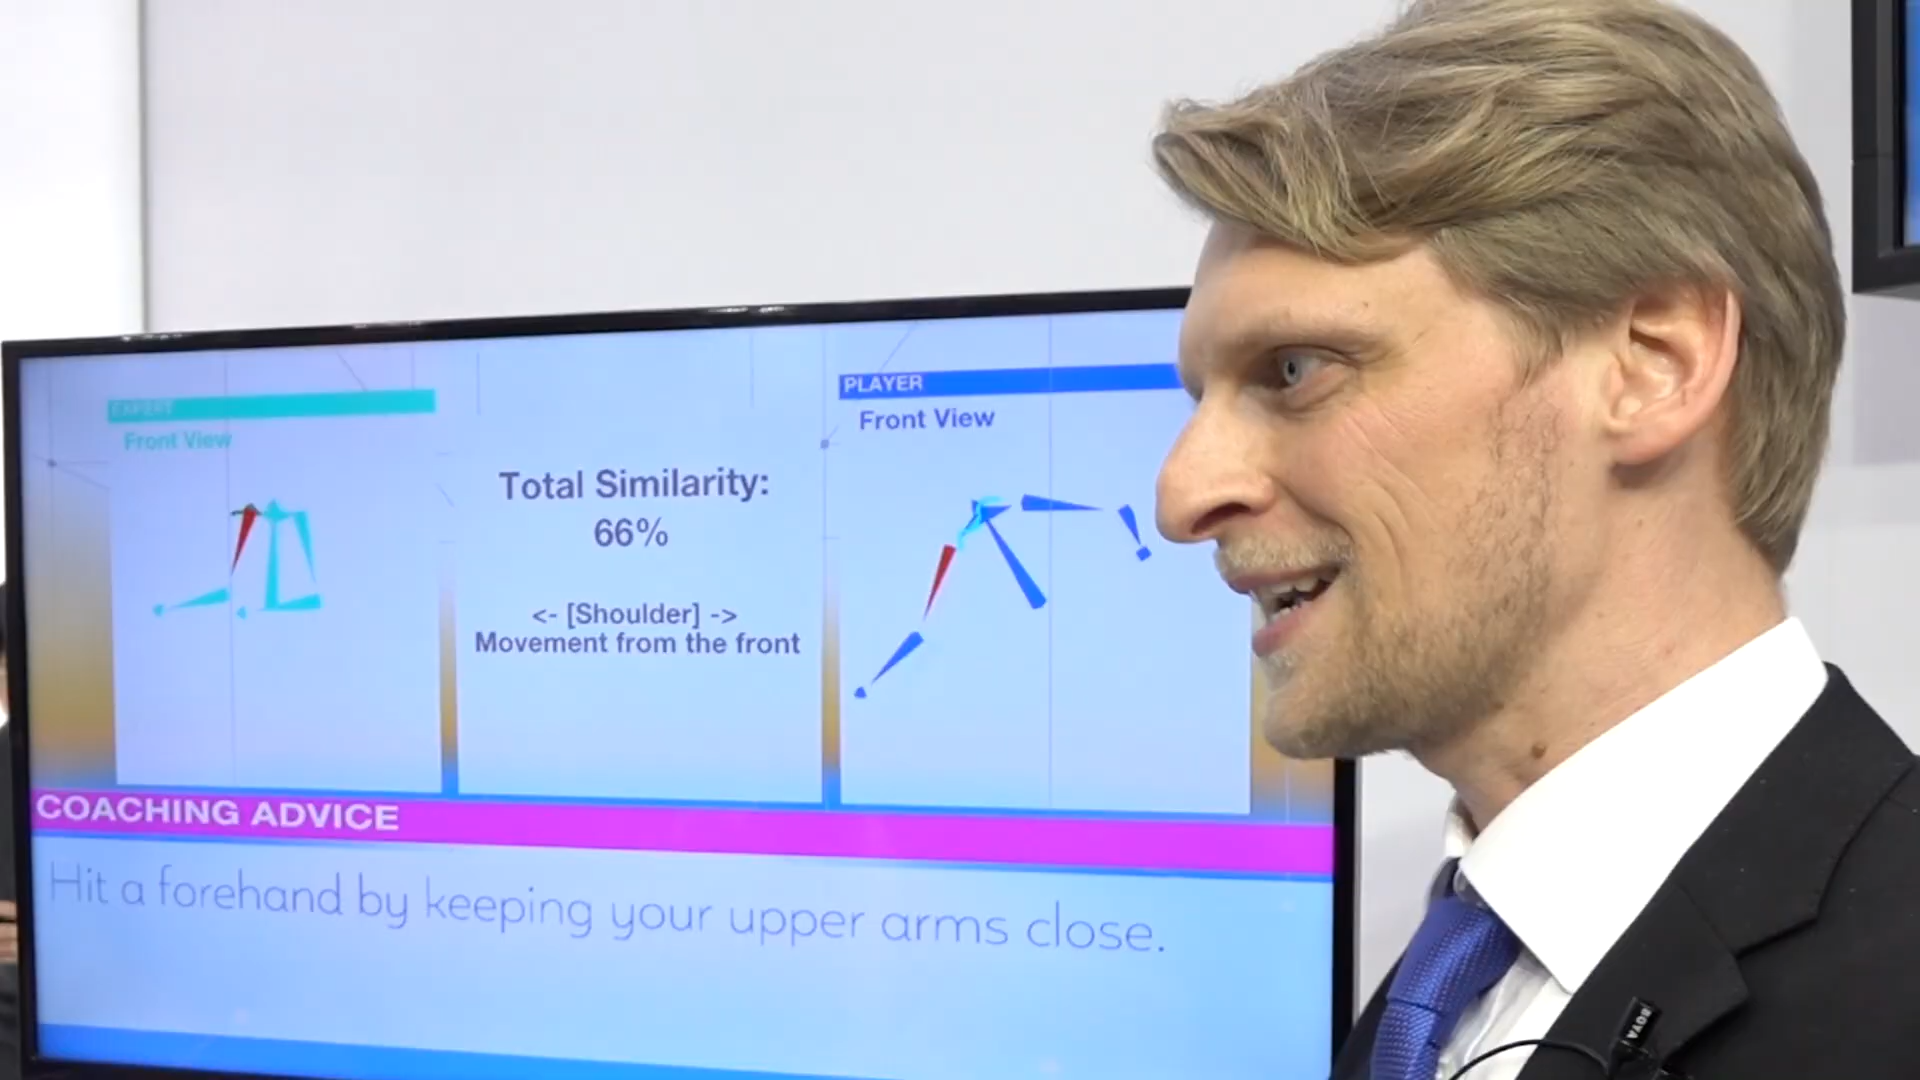 EXPERT
Front View
Total Similarity:
66%
<- [Shoulder] ->
Movement from the front
PLAYER
Front View
COACHING ADVICE
Hit a forehand by keeping your upper arms close.
BOYA